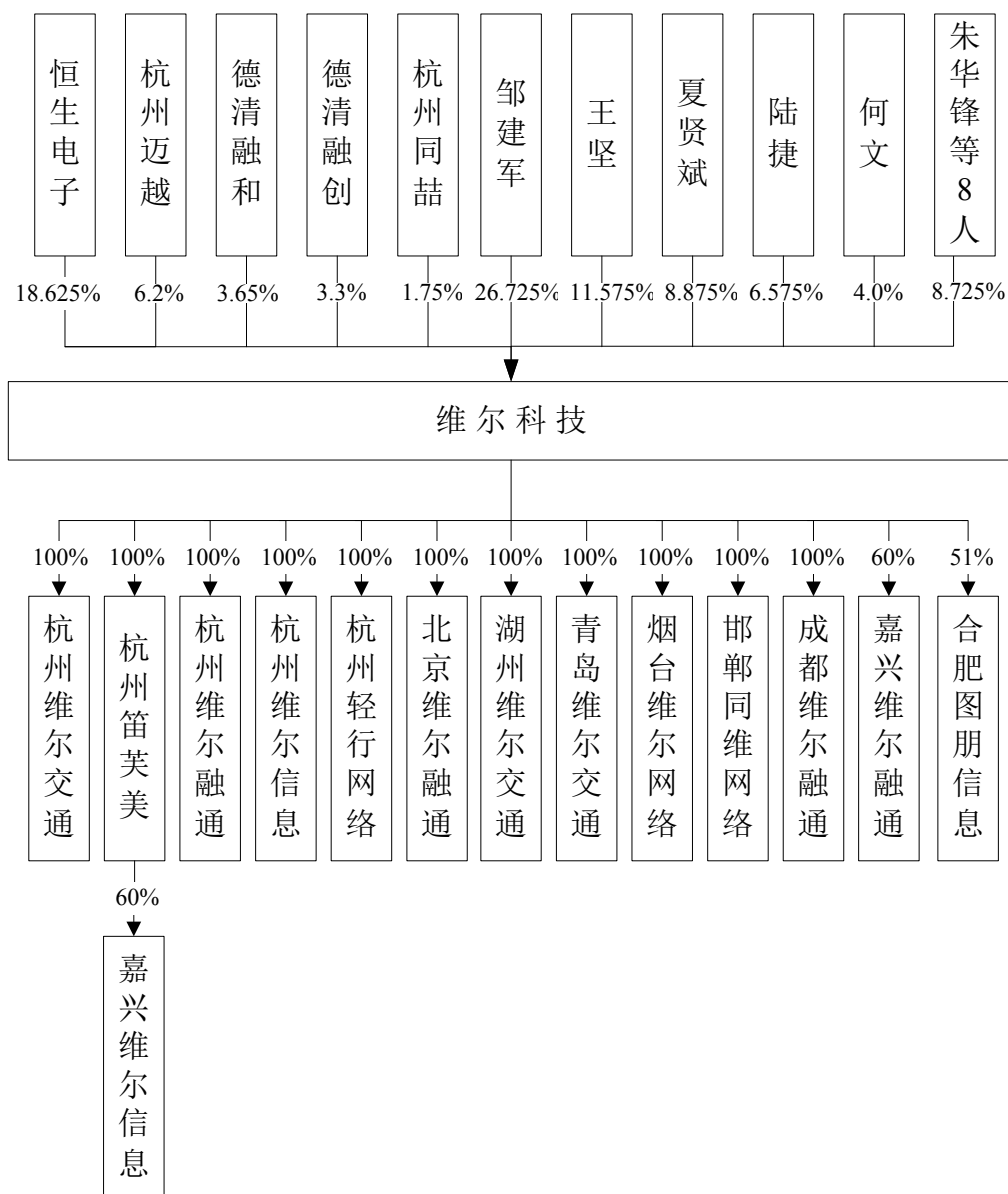 恒生电子
杭州迈越
德清融和
德清融创
杭州同喆
邹建军
王坚
夏贤斌
陆捷
何文
朱华锋等8人
18.625%
6.2%
3.65%
3.3%
1.75%
26.725%
11.575%
8.875%
6.575%
4.0%
8.725%
维尔科技
100%
100%
100%
100%
100%
100%
100%
100%
100%
100%
100%
60%
51%
杭州维尔交通
杭州笛芙美
杭州维尔融通
杭州维尔信息
杭州轻行网络
北京维尔融通
湖州维尔交通
青岛维尔交通
烟台维尔网络
邯郸同维网络
成都维尔融通
嘉兴维尔融通
合肥图朋信息
60%
嘉兴维尔信息